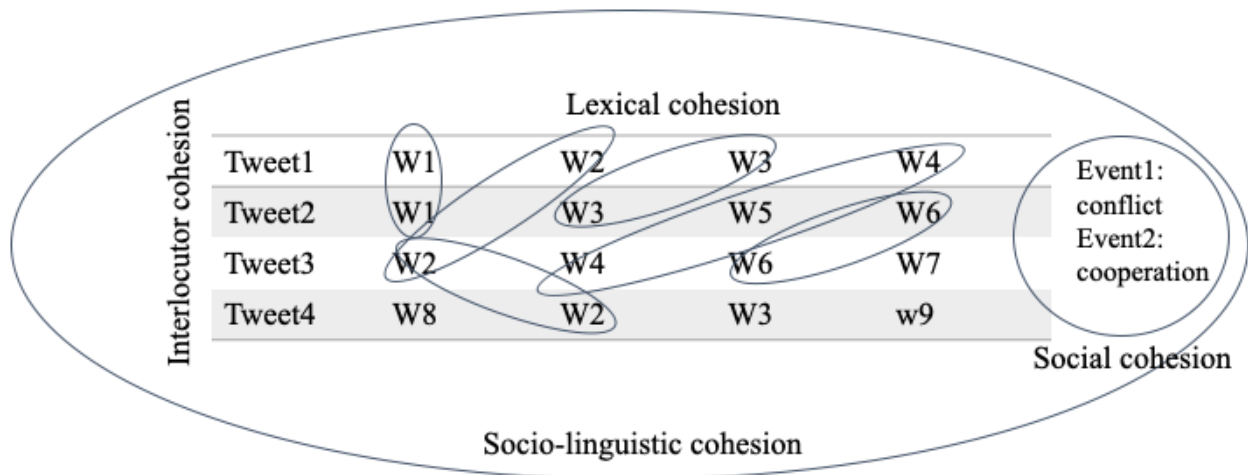 Lexical cohesion
Interlocutor cohesion
Tweet1 W1 W2 W3 W4
Tweet2 W1 W3 W5 W6
Tweet3 W2 W4 W6 W7
Tweet4 W8 W2 W3 w9
Event1:
conflict
Event2:
cooperation
Social cohesion
Socio-linguistic cohesion